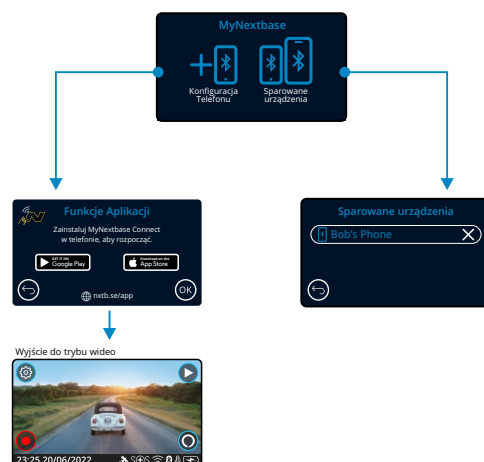 MyNextbase
Konfiguracja
Telefonu
Sparowane
urządzenia
Funkcje Aplikacji
Zainstaluj MyNextbase Connect
w telefonie, aby rozpocząć.
GET IT ON
Google Play
Download on the
App Store
nxtb.se/app
OK
Sparowane urządzenia
Bob's Phone
Wyjście do trybu wideo
23:25 20/06/2022 SOS